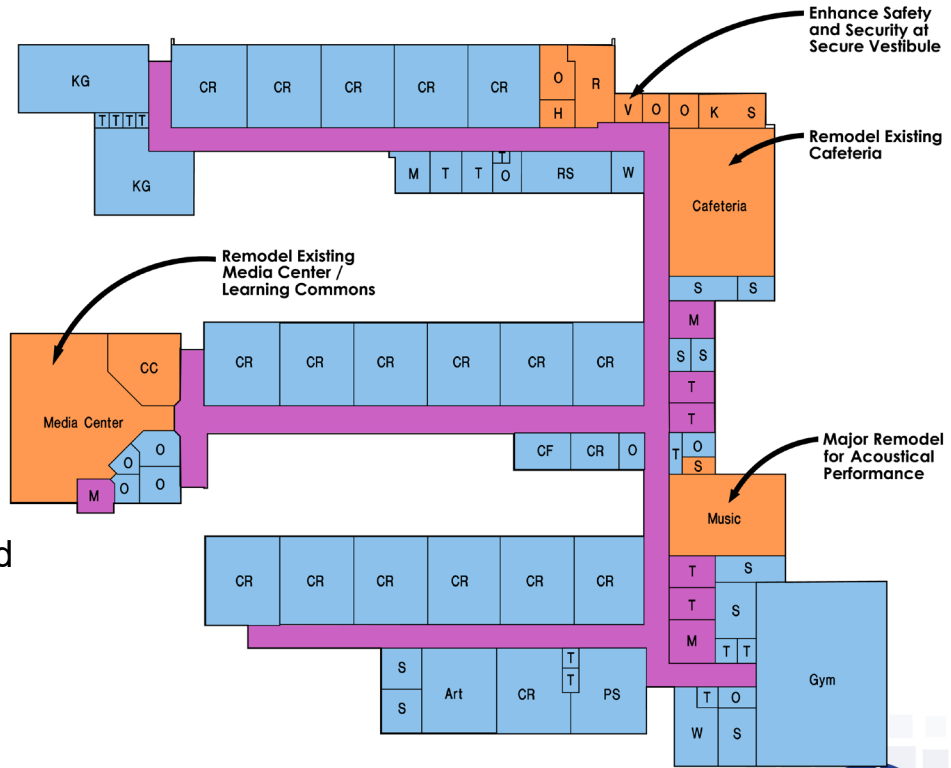 Enhance Safety
and Security at
Secure Vestibule
KG
CR CR CR CR CR O R
H V O O K S
T T T T
Remodel Existing
Cafeteria
KG
M T T T O RS W
Cafeteria
Remodel Existing
Media Center /
Learning Commons
S S
M
CC
CR CR CR CR CR CR
S S
T
T
Media Center
O O
O O
M
CF CR O
T O
S
Major Remodel
for Acoustical
Performance
Music
d
CR CR CR CR CR CR
T S
T S
M T T
S
S
Art
CR
T
T
PS
Gym
T O
W S